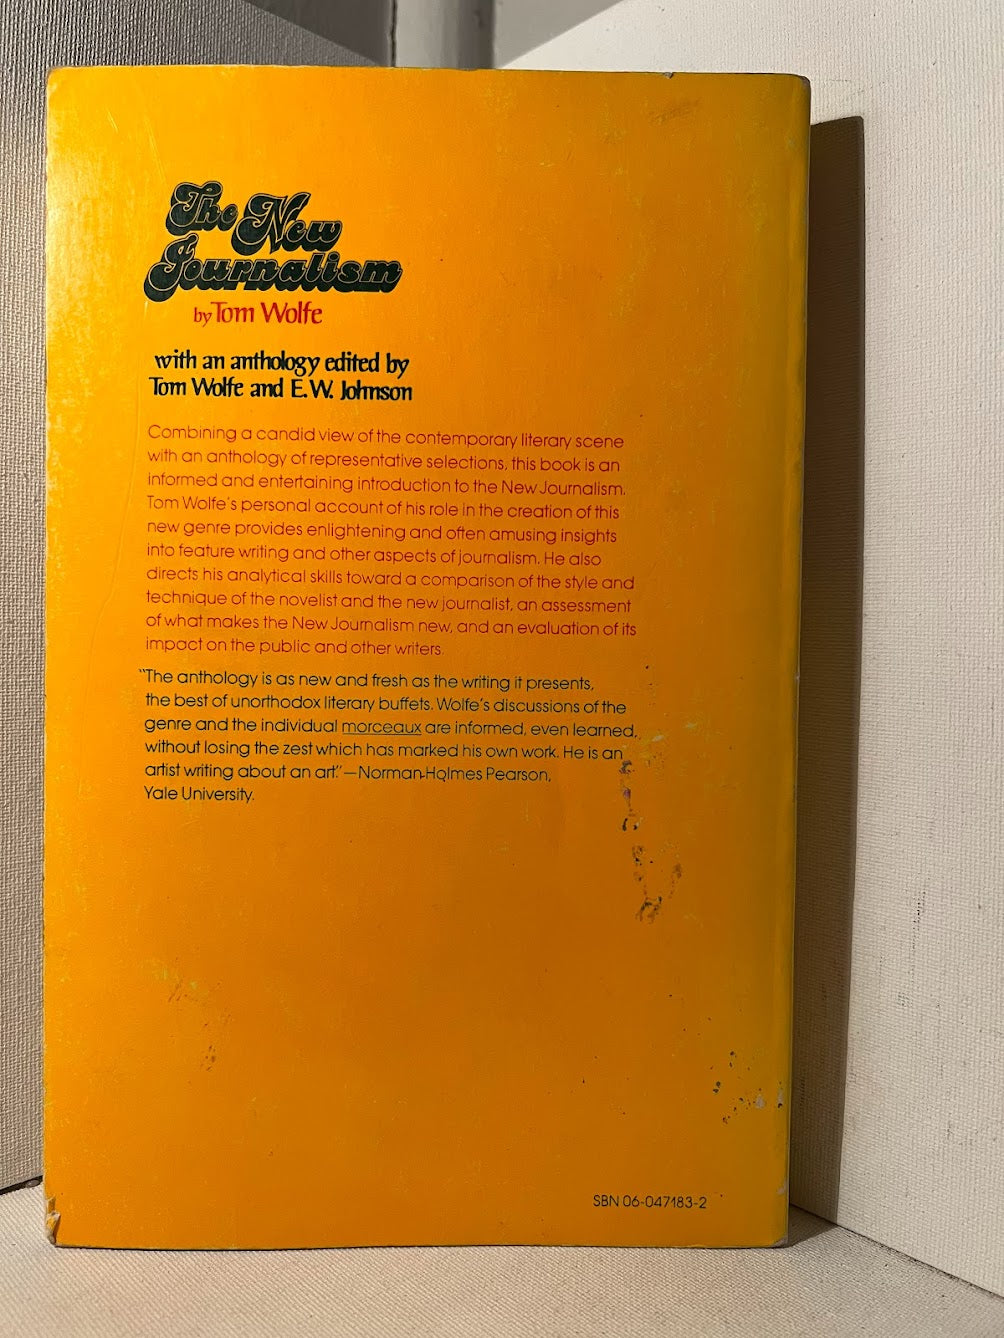 The New
Journalism
by Tom Wolfe
with an anthology edited by
Tom Wolfe and E.W. Johnson
Combining a candid view of the contemporary literary scene
with an anthology of representative selections, this book is an
informed and entertaining introduction to the New Journalism.
Tom Wolfe's personal account of his role in the creation of this
new genre provides enlightening and often amusing insights
into feature writing and other aspects of journalism. He also
directs his analytical skills toward a comparison of the style and
technique of the novelist and the new journalist, an assessment
of what makes the New Journalism new, and an evaluation of its
impact on the public and other writers.
"The anthology is as new and fresh as the writing it presents,
the best of unorthodox literary buffets. Wolfe's discussions of the
genre and the individual morceaux are informed, even learned,
without losing the zest which has marked his own work. He is an
artist writing about an art."—Norman Holmes Pearson,
Yale University.
SBN 06-047183-2